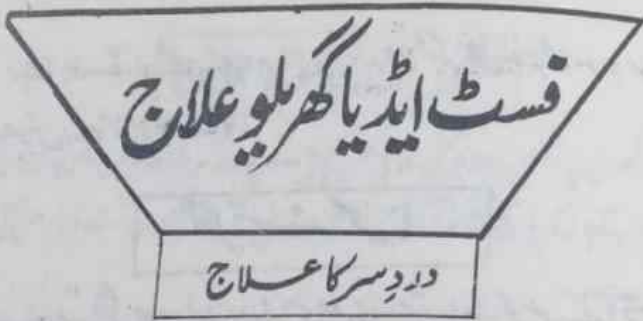 فسٹ ایڈ یا گھریلو علاج
دردِ سر کا علاج